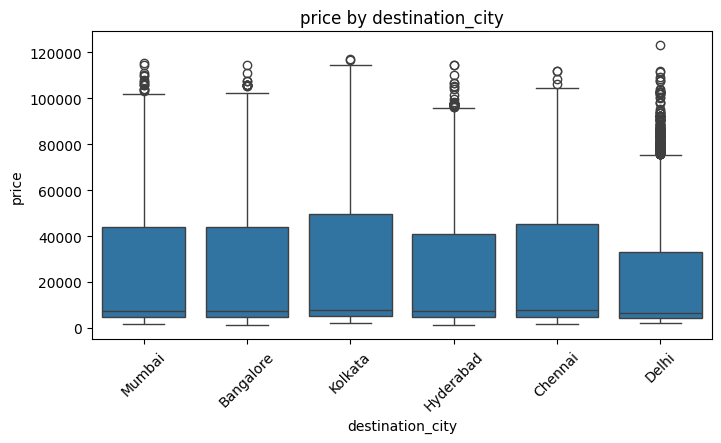 price by destination_city
120000
100000
80000
60000
40000
20000
0
price
Mumbai
Bangalore
Kolkata
Hyderabad
Chennai
Delhi
destination_city